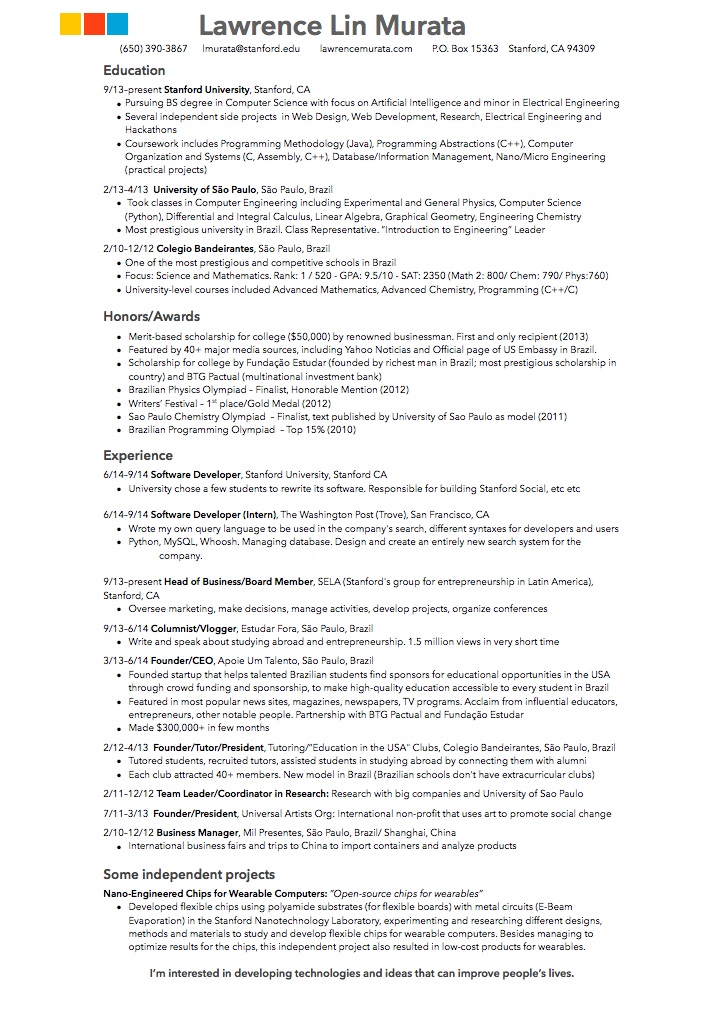 Lawrence Lin Murata
(650) 390-3867 lmurata@stanford.edu lawrencemurata.com P.O. Box 15363 Stanford, CA 94309
Education
9/13–present Stanford University, Stanford, CA
• Pursuing BS degree in Computer Science with focus on Artificial Intelligence and minor in Electrical Engineering
• Several independent side projects in Web Design, Web Development, Research, Electrical Engineering and
Hackathons
• Coursework includes Programming Methodology (Java), Programming Abstractions (C++), Computer
Organization and Systems (C, Assembly, C++), Database/Information Management, Nano/Micro Engineering
(practical projects)
2/13-4/13 University of São Paulo, São Paulo, Brazil
• Took classes in Computer Engineering including Experimental and General Physics, Computer Science
(Python), Differential and Integral Calculus, Linear Algebra, Graphical Geometry, Engineering Chemistry
• Most prestigious university in Brazil. Class Representative. "Introduction to Engineering" Leader
2/10-12/12 Colegio Bandeirantes, São Paulo, Brazil
• One of the most prestigious and competitive schools in Brazil
• Focus: Science and Mathematics. Rank: 1 / 520 - GPA: 9.5/10 - SAT: 2350 (Math 2: 800/ Chem: 790/ Phys:760)
• University-level courses included Advanced Mathematics, Advanced Chemistry, Programming (C++/C)
Honors/Awards
• Merit-based scholarship for college ($50,000) by renowned businessman. First and only recipient (2013)
• Featured by 40+ major media sources, including Yahoo Noticias and Official page of US Embassy in Brazil.
• Scholarship for college by Fundação Estudar (founded by richest man in Brazil; most prestigious scholarship in
country) and BTG Pactual (multinational investment bank)
• Brazilian Physics Olympiad – Finalist, Honorable Mention (2012)
• Writers' Festival – 1st place/Gold Medal (2012)
• Sao Paulo Chemistry Olympiad – Finalist, text published by University of Sao Paulo as model (2011)
• Brazilian Programming Olympiad – Top 15% (2010)
Experience
6/14–9/14 Software Developer, Stanford University, Stanford CA
• University chose a few students to rewrite its software. Responsible for building Stanford Social, etc etc
6/14–9/14 Software Developer (Intern), The Washington Post (Trove), San Francisco, CA
• Wrote my own query language to be used in the company's search, different syntaxes for developers and users
• Python, MySQL, Whoosh. Managing database. Design and create an entirely new search system for the
company.
9/13–present Head of Business/Board Member, SELA (Stanford's group for entrepreneurship in Latin America),
Stanford, CA
• Oversee marketing, make decisions, manage activities, develop projects, organize conferences
9/13–6/14 Columnist/Vlogger, Estudar Fora, São Paulo, Brazil
• Write and speak about studying abroad and entrepreneurship. 1.5 million views in very short time
3/13–6/14 Founder/CEO, Apoie Um Talento, São Paulo, Brazil
• Founded startup that helps talented Brazilian students find sponsors for educational opportunities in the USA
through crowd funding and sponsorship, to make high-quality education accessible to every student in Brazil
• Featured in most popular news sites, magazines, newspapers, TV programs. Acclaim from influential educators,
entrepreneurs, other notable people. Partnership with BTG Pactual and Fundação Estudar
• Made $300,000+ in few months
2/12-4/13 Founder/Tutor/President, Tutoring/"Education in the USA" Clubs, Colegio Bandeirantes, São Paulo, Brazil
• Tutored students, recruited tutors, assisted students in studying abroad by connecting them with alumni
• Each club attracted 40+ members. New model in Brazil (Brazilian schools don't have extracurricular clubs)
2/11-12/12 Team Leader/Coordinator in Research: Research with big companies and University of Sao Paulo
7/11-3/13 Founder/President, Universal Artists Org: International non-profit that uses art to promote social change
2/10-12/12 Business Manager, Mil Presentes, São Paulo, Brazil/ Shanghai, China
• International business fairs and trips to China to import containers and analyze products
Some independent projects
Nano-Engineered Chips for Wearable Computers: "Open-source chips for wearables"
• Developed flexible chips using polyamide substrates (for flexible boards) with metal circuits (E-Beam
Evaporation) in the Stanford Nanotechnology Laboratory, experimenting and researching different designs,
methods and materials to study and develop flexible chips for wearable computers. Besides managing to
optimize results for the chips, this independent project also resulted in low-cost products for wearables.
I'm interested in developing technologies and ideas that can improve people's lives.